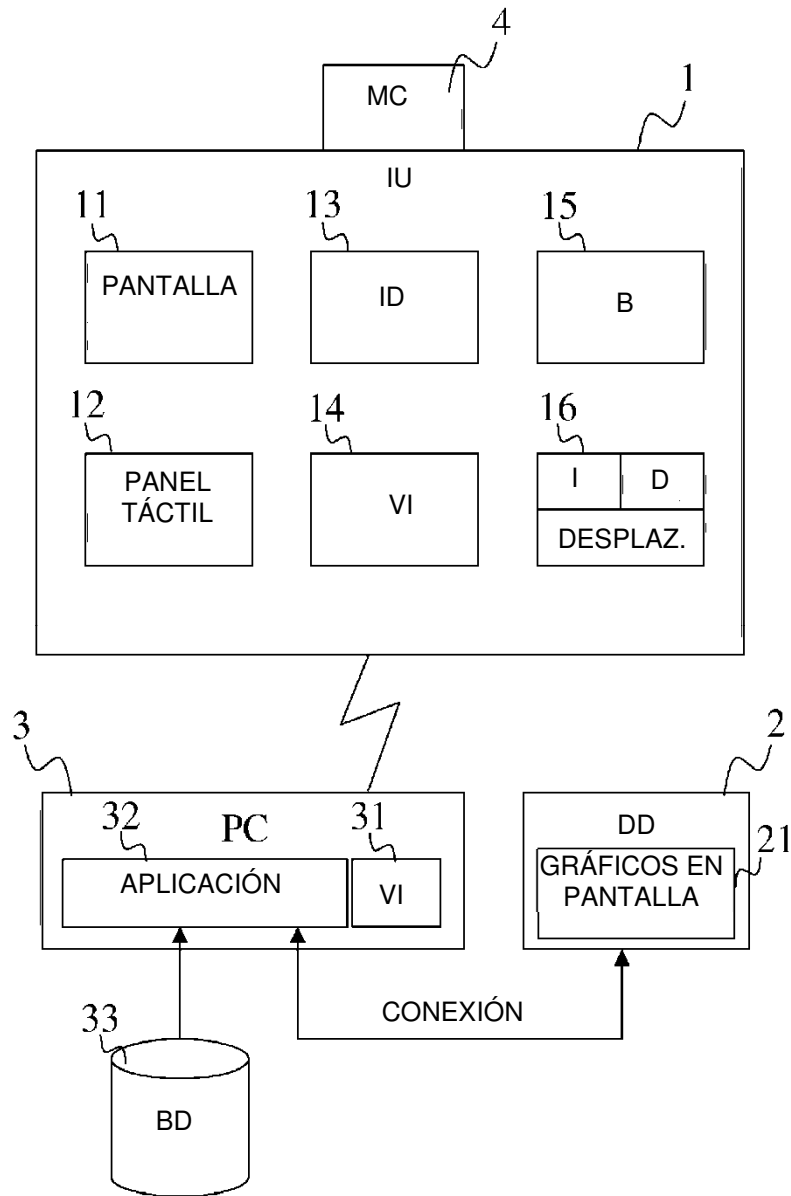 4
MC
1
IU
11
13
15
PANTALLA
ID
B
12
14
16
PANEL
TÁCTIL
VI
I
D
DESPLAZ.
3
2
PC
DD
32
31
21
APLICACIÓN
VI
GRÁFICOS EN
PANTALLA
CONEXIÓN
33
BD